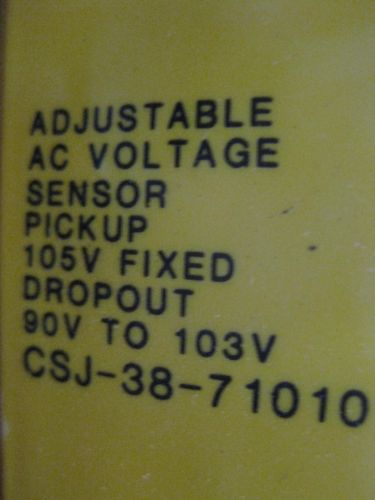 ADJUSTABLE
AC VOLTAGE
SENSOR
PICKUP
105V FIXED
DROPOUT
90V TO 103V
CSJ-38-71010